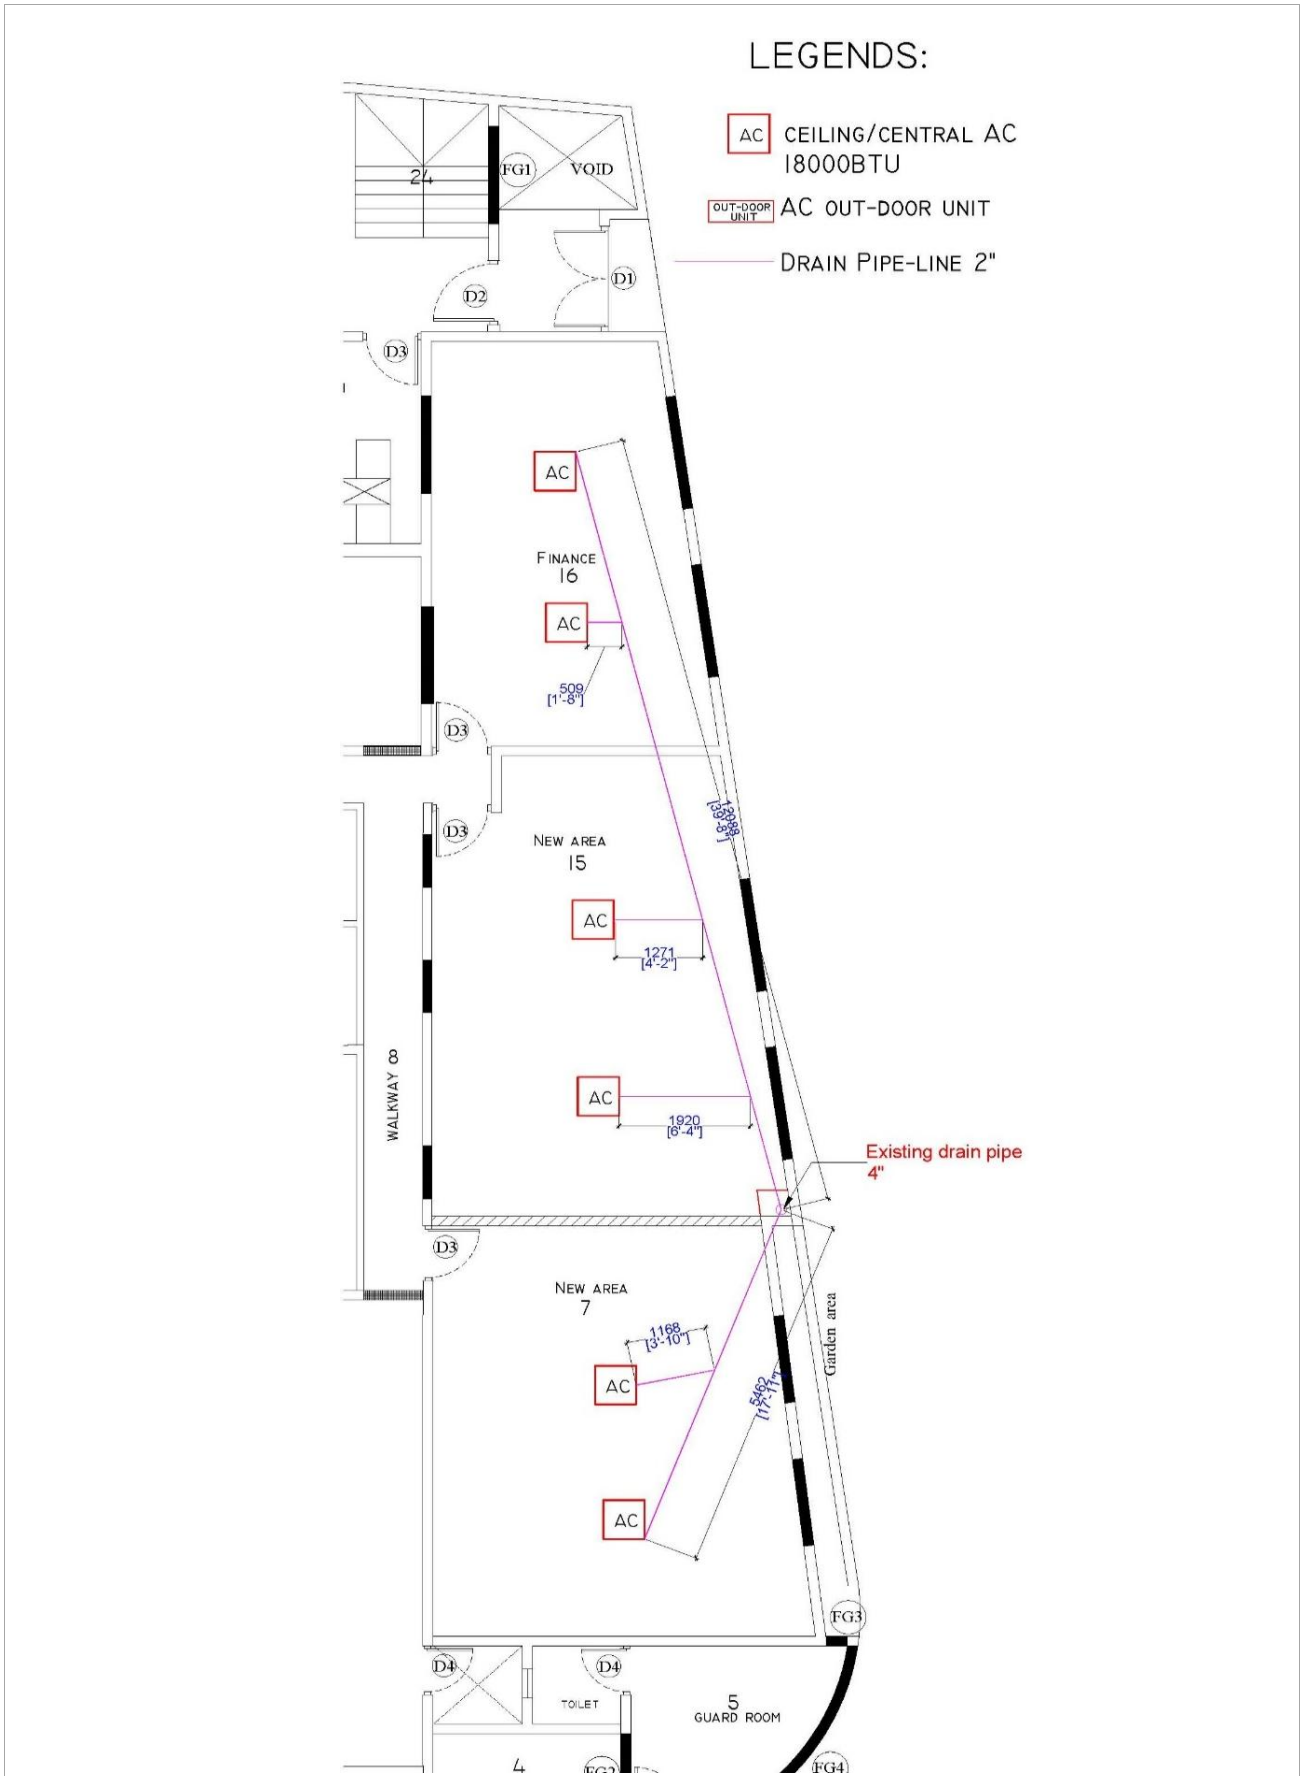 LEGENDS:
AC
CEILING/CENTRAL AC
18000BTU
OUT-DOOR
UNIT
AC OUT-DOOR UNIT
DRAIN PIPE-LINE 2"
24
FG1
VOID
D1
D2
D3
AC
FINANCE
16
AC
509
[1'-8"]
D3
12088
[39'-8"]
D3
NEW AREA
15
AC
1271
[4'-2"]
WALKWAY 8
AC
1920
[6'-4"]
Existing drain pipe
4"
D3
NEW AREA
7
Garden area
1168
[3'-10"]
AC
5462
[17'-11"]
AC
FG3
D4
D4
TOILET
5
GUARD ROOM
4
FG2
FG4